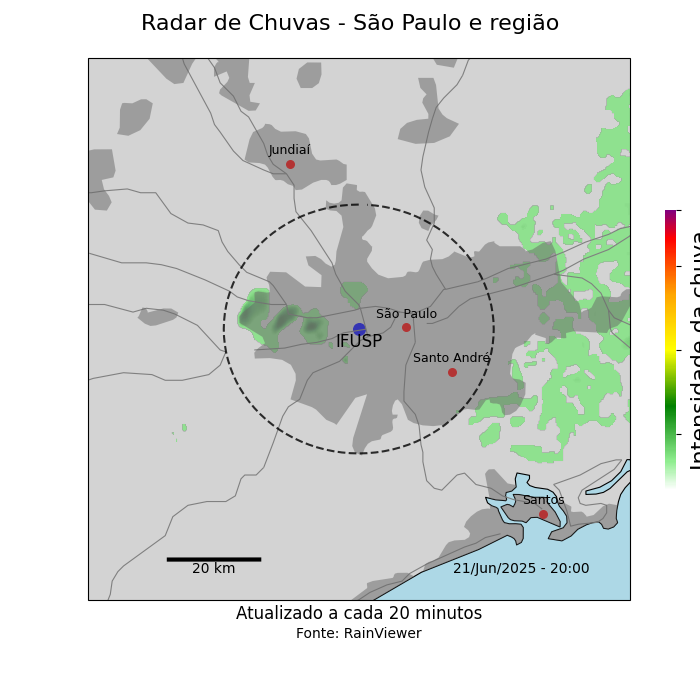 Radar de Chuvas - São Paulo e região
Jundiaí
São Paulo
IFUSP
Santo André
Santos
20 km
21/Jun/2025 - 20:00
Intensidade da chuva
Atualizado a cada 20 minutos
Fonte: RainViewer